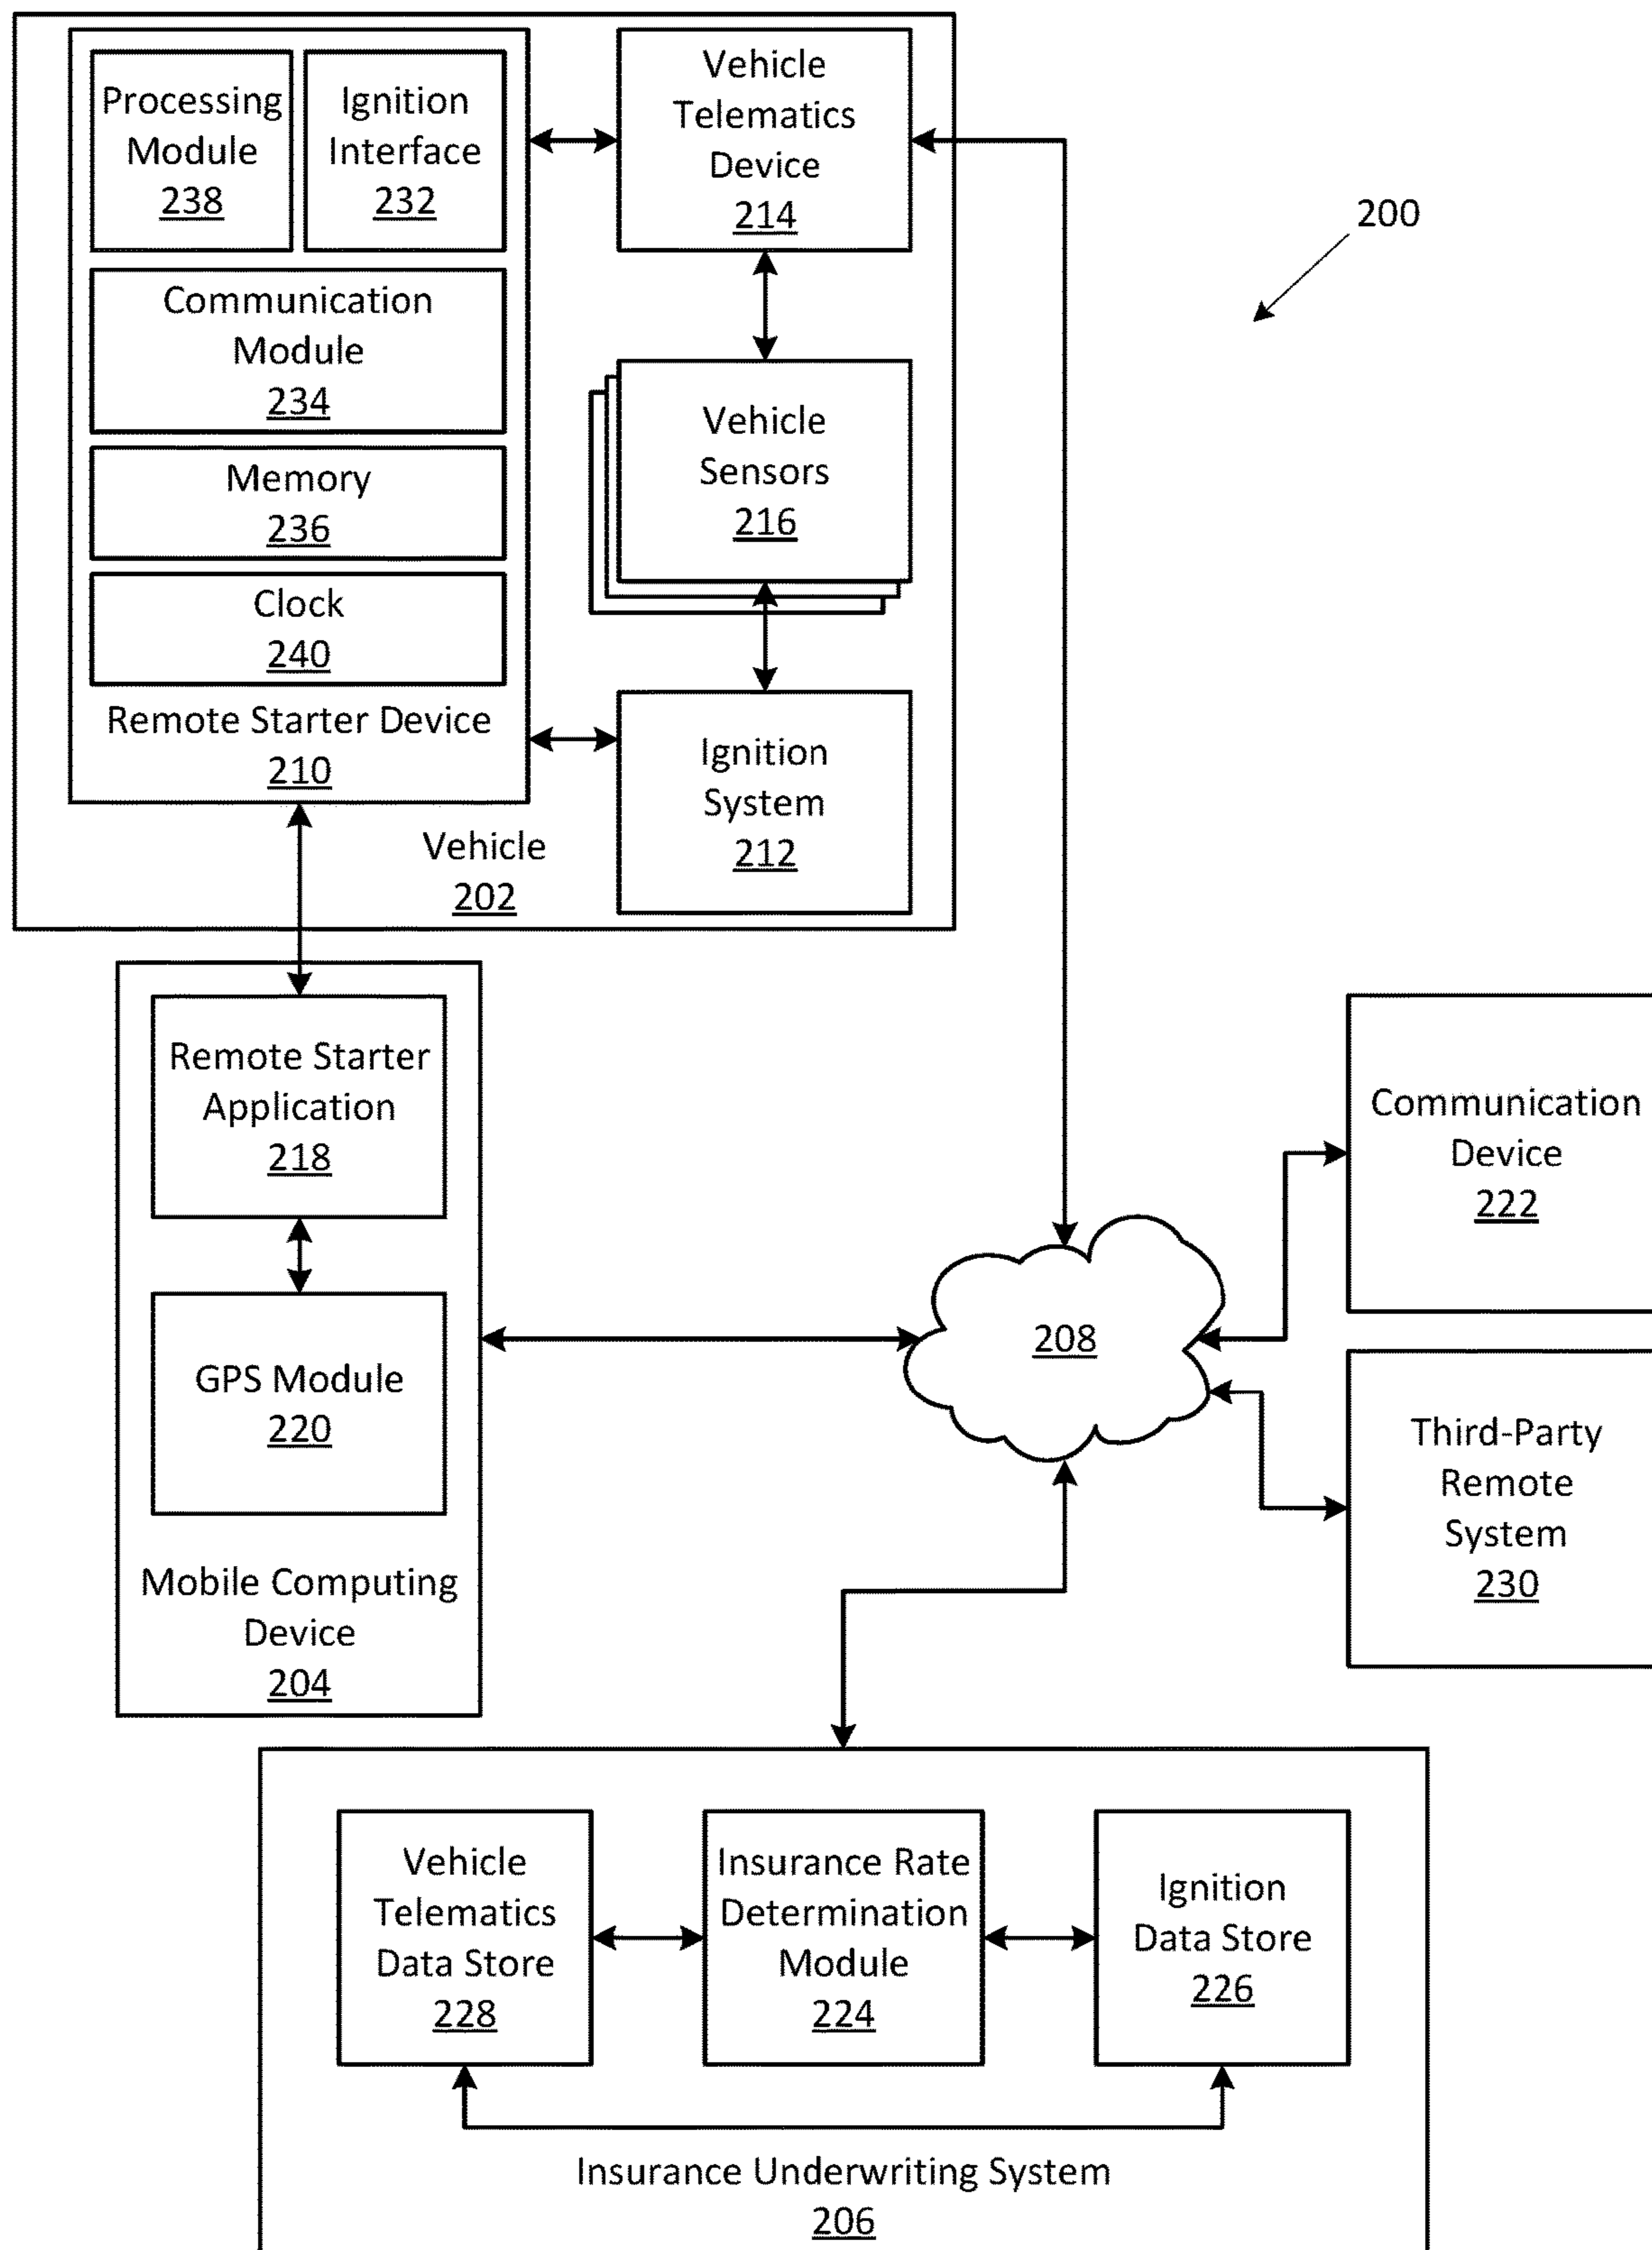 Processing
Module
238
Ignition
Interface
232
Communication
Module
234
Memory
236
Clock
240
Remote Starter Device
210
Vehicle
Telematics
Device
214
Vehicle
Sensors
216
Ignition
System
212
Vehicle
202
200
Remote Starter
Application
218
GPS Module
220
Mobile Computing
Device
204
208
Communication
Device
222
Third-Party
Remote
System
230
Vehicle
Telematics
Data Store
228
Insurance Rate
Determination
Module
224
Ignition
Data Store
226
Insurance Underwriting System
206